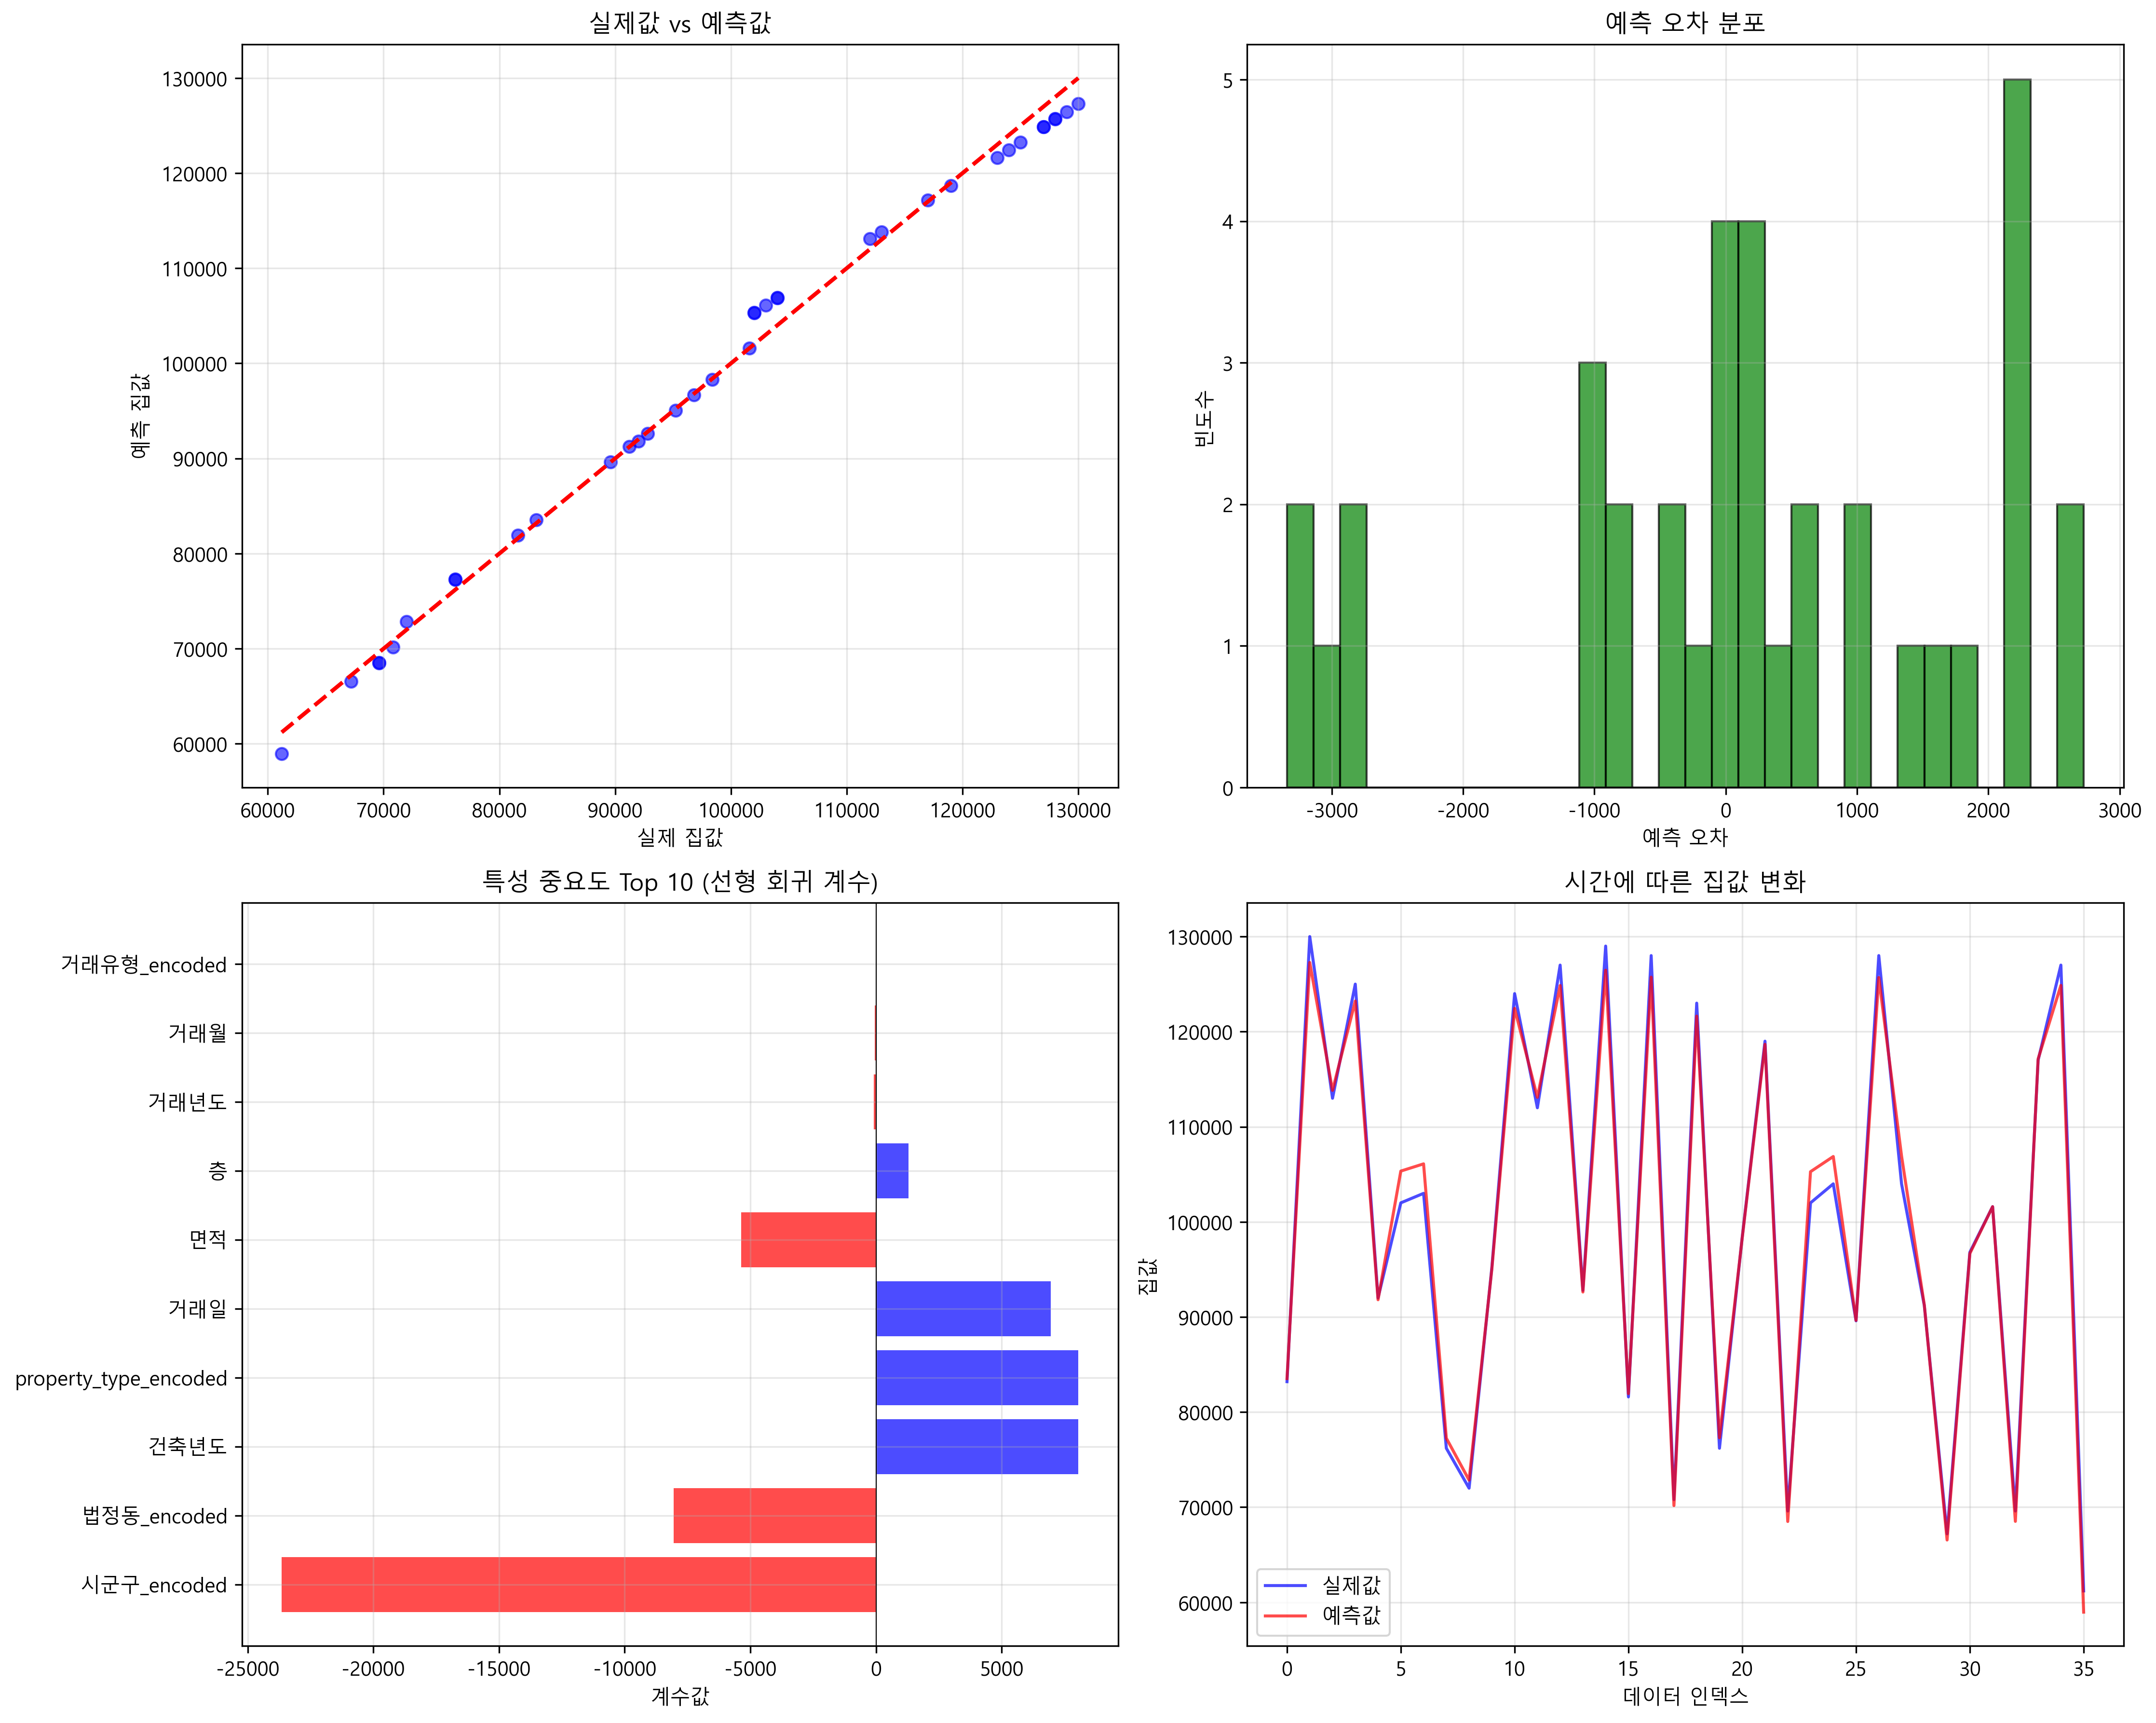 실제값 vs 예측값
130000
120000
110000
100000
90000
80000
70000
60000
예측 집값
60000 70000 80000 90000 100000 110000 120000 130000
실제 집값
예측 오차 분포
5
4
3
2
1
0
빈도수
-3000 -2000 -1000 0 1000 2000 3000
예측 오차
특성 중요도 Top 10 (선형 회귀 계수)
거래유형_encoded
거래월
거래년도
층
면적
거래일
property_type_encoded
건축년도
법정동_encoded
시군구_encoded
-25000 -20000 -15000 -10000 -5000 0 5000
계수값
시간에 따른 집값 변화
130000
120000
110000
100000
90000
80000
70000
60000
집값
실제값
예측값
0 5 10 15 20 25 30 35
데이터 인덱스